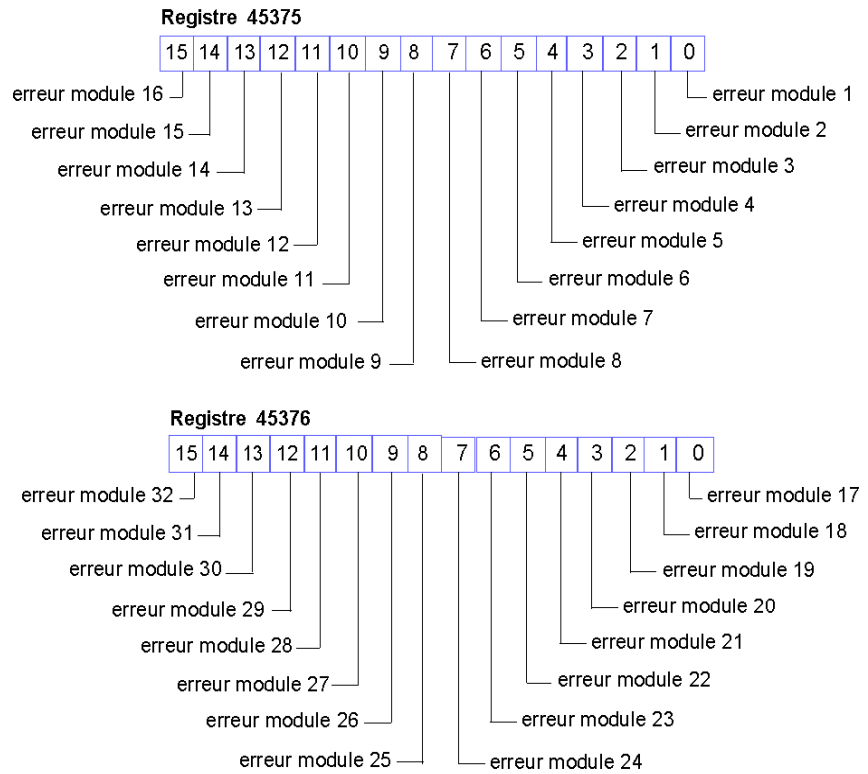 Registre 45375
15 14 13 12 11 10 9 8 7 6 5 4 3 2 1 0
erreur module 16 erreur module 1
erreur module 15 erreur module 2
erreur module 14 erreur module 3
erreur module 13 erreur module 4
erreur module 12 erreur module 5
erreur module 11 erreur module 6
erreur module 10 erreur module 7
erreur module 9 erreur module 8
Registre 45376
15 14 13 12 11 10 9 8 7 6 5 4 3 2 1 0
erreur module 32 erreur module 17
erreur module 31 erreur module 18
erreur module 30 erreur module 19
erreur module 29 erreur module 20
erreur module 28 erreur module 21
erreur module 27 erreur module 22
erreur module 26 erreur module 23
erreur module 25 erreur module 24